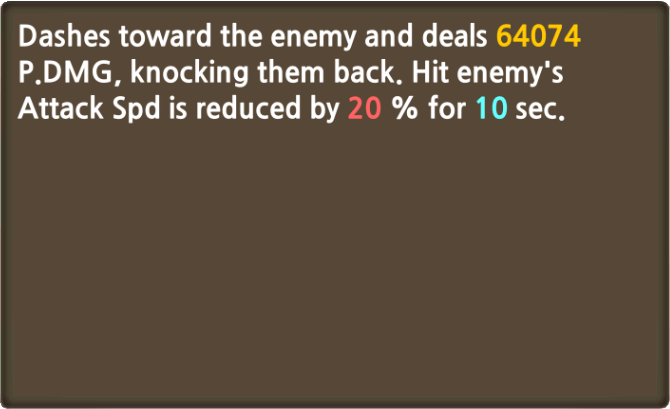 Dashes toward the enemy and deals 64074
P.DMG, knocking them back. Hit enemy's
Attack Spd is reduced by 20 % for 10 sec.